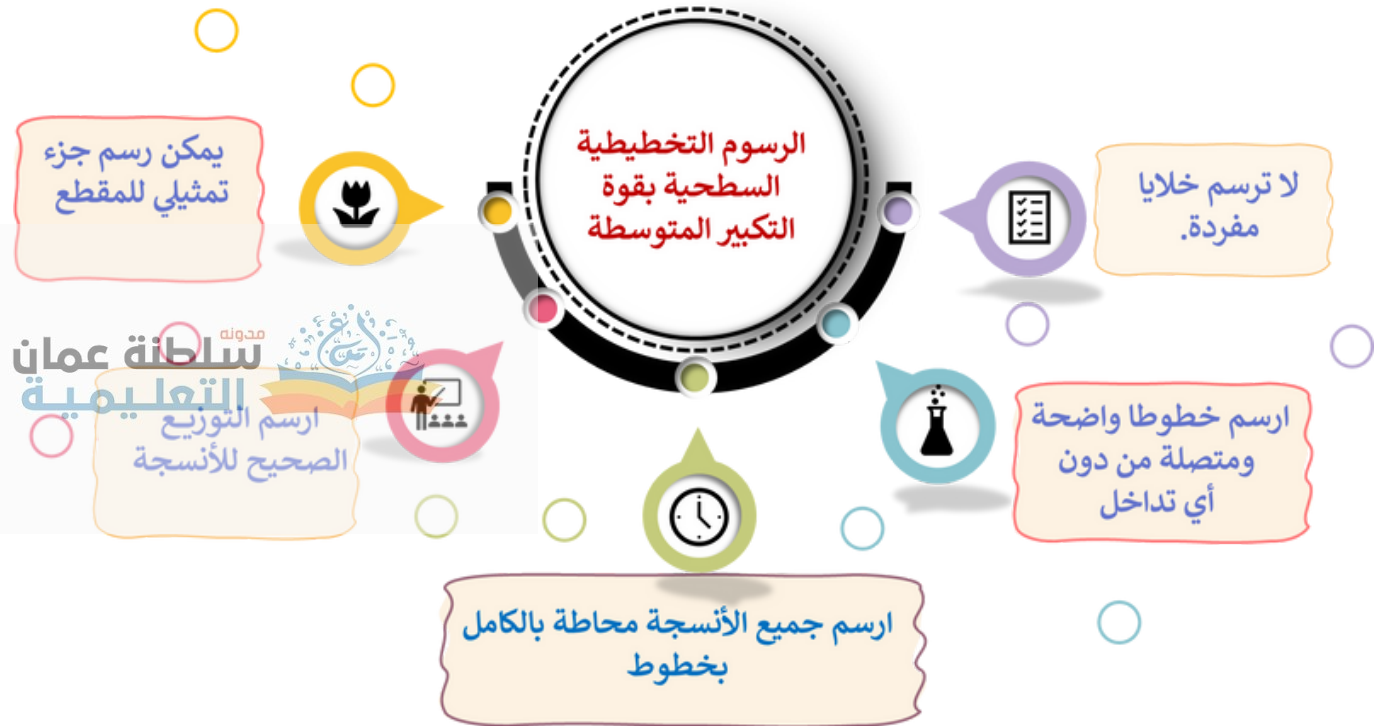 الرسوم التخطيطية
السطحية بقوة
التكبير المتوسطة
لا ترسم خلايا
مفردة.
ارسم خطوطا واضحة
ومتصلة من دون
أي تداخل
ارسم جميع الأنسجة محاطة بالكامل
بخطوط
ارسم التوزيع
الصحيح للأنسجة
يمكن رسم جزء
تمثيلي للمقطع
مدونه
سلطنة عمان
التعليمية